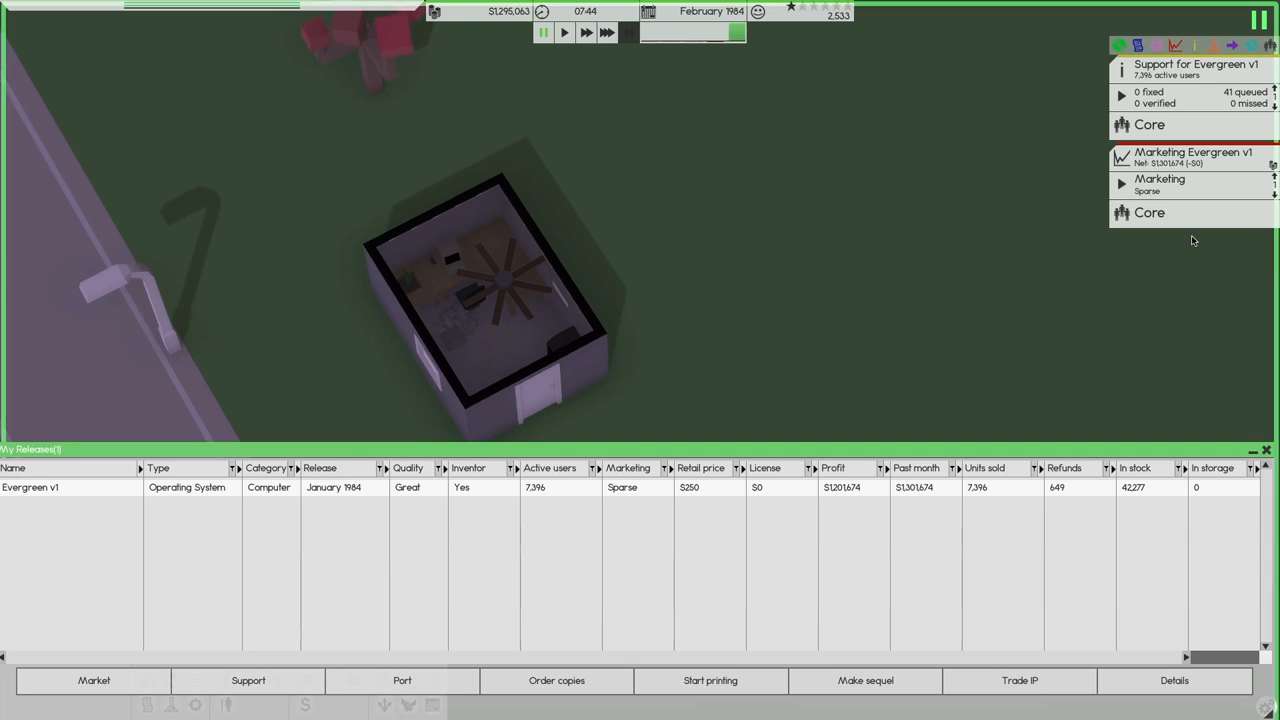 $1,295,063
07:44
February 1984
2,533
Support for Evergreen v1
7,396 active users
0 fixed
41 queued
1
0 verified
0 missed
Core
Marketing Evergreen v1
Net: $1,301,674 (-$0)
Marketing
1
Sparse
Core
My Releases(1)
Name Type Category Release Quality Inventor Active users Marketing Retail price License Profit Past month Units sold Refunds In stock In storage
Evergreen v1 Operating System Computer January 1984 Great Yes 7,396 Sparse $250 $0 $1,201,674 $1,301,674 7,396 649 42,277 0
Market Support Port Order copies Start printing Make sequel Trade IP Details